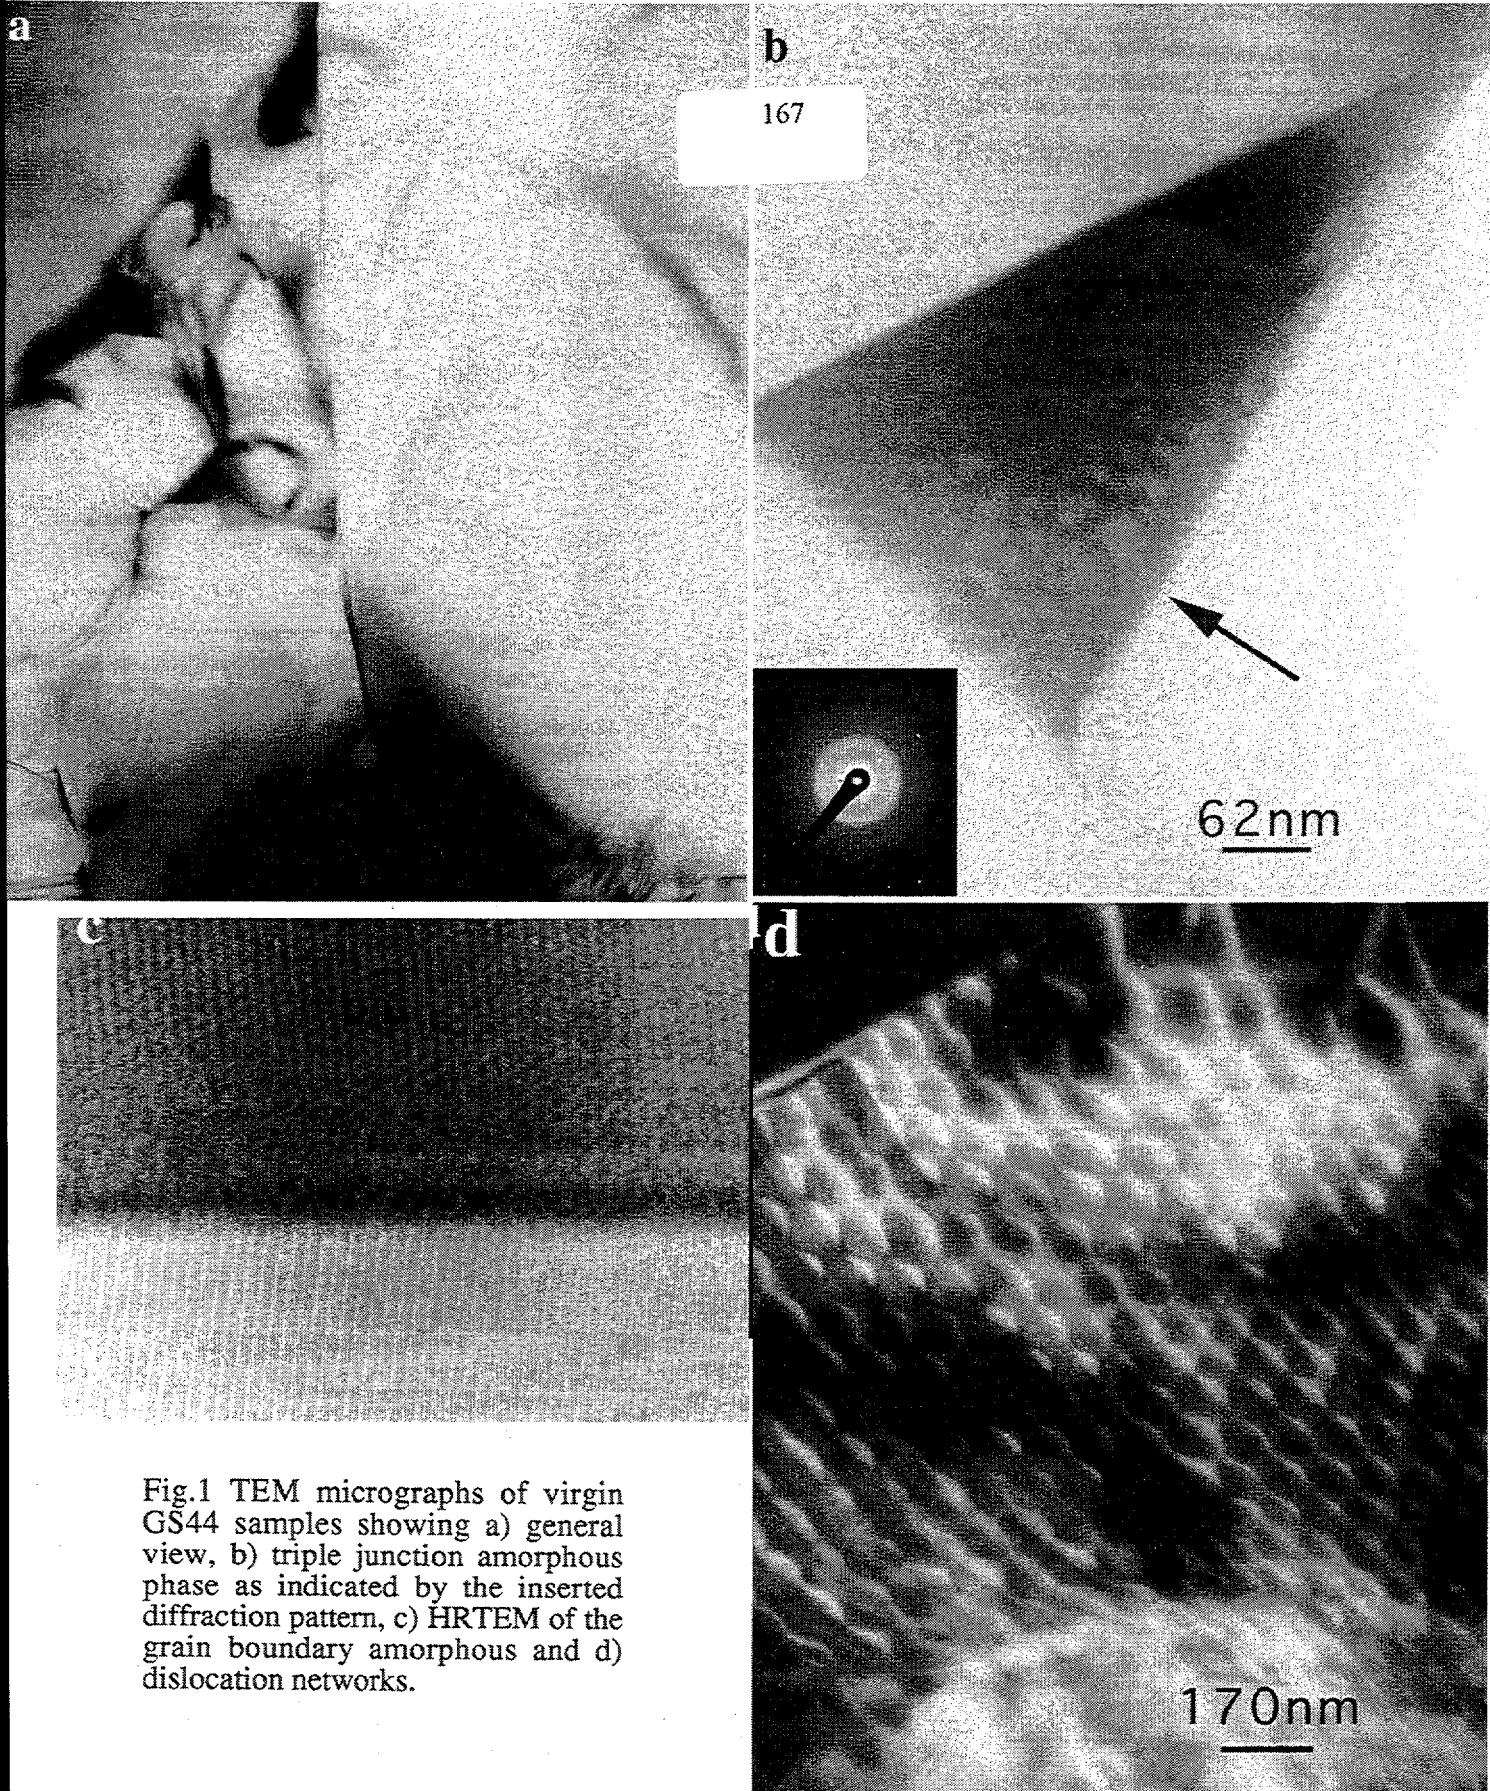 a
b
167
62nm
c
d
170nm
Fig.1 TEM micrographs of virgin
GS44 samples showing a) general
view, b) triple junction amorphous
phase as indicated by the inserted
diffraction pattern, c) HRTEM of the
grain boundary amorphous and d)
dislocation networks.